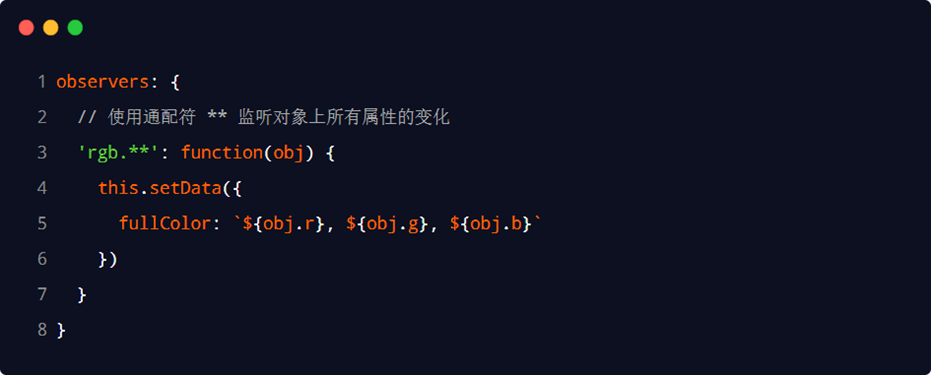 1 observers: {
2 // 使用通配符 ** 监听对象上所有属性的变化
3 'rgb.**': function(obj) {
4 this.setData({
5 fullColor: `${obj.r}, ${obj.g}, ${obj.b}`
6 })
7 }
8 }